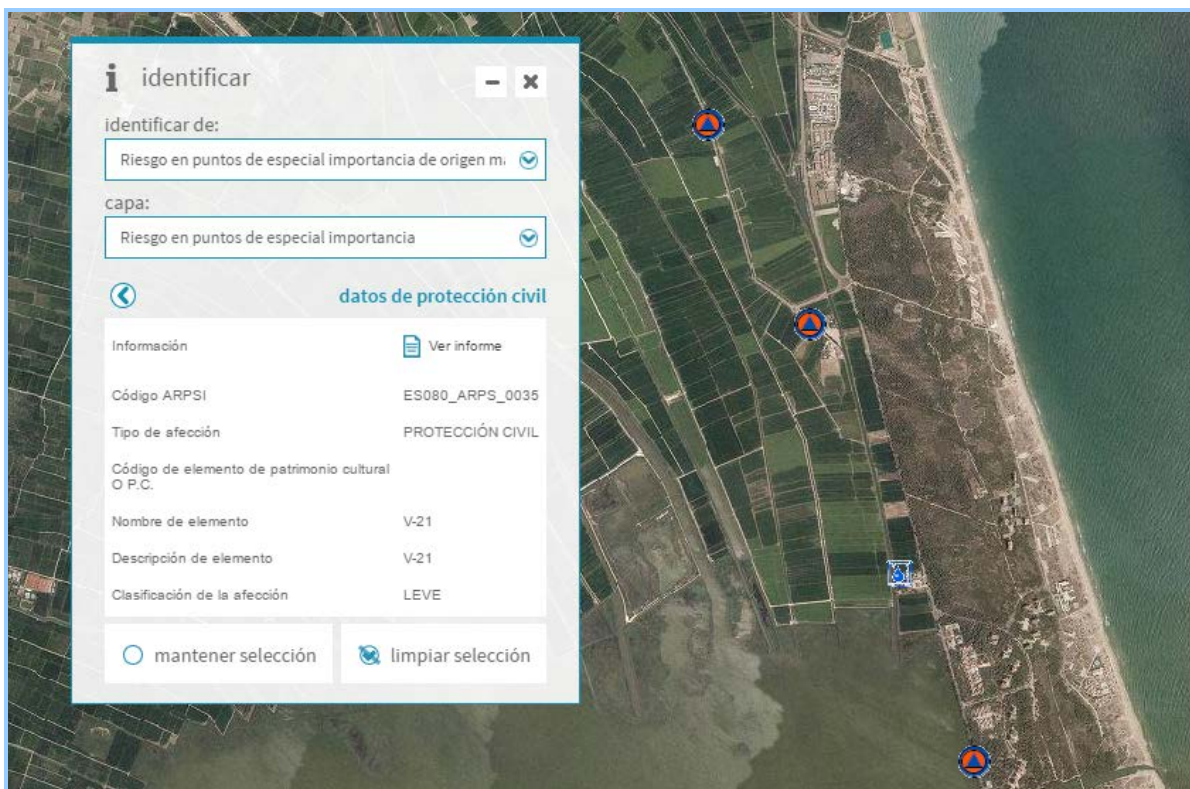 i identificar
identificar de:
Riesgo en puntos de especial importancia de origen ma
capa:
Riesgo en puntos de especial importancia
datos de protección civil
Información Ver informe
Código ARPSI ES080_ARPS_0035
Tipo de afección PROTECCIÓN CIVIL
Código de elemento de patrimonio cultural
O P.C.
Nombre de elemento V-21
Descripción de elemento V-21
Clasificación de la afección LEVE
mantener selección limpiar selección